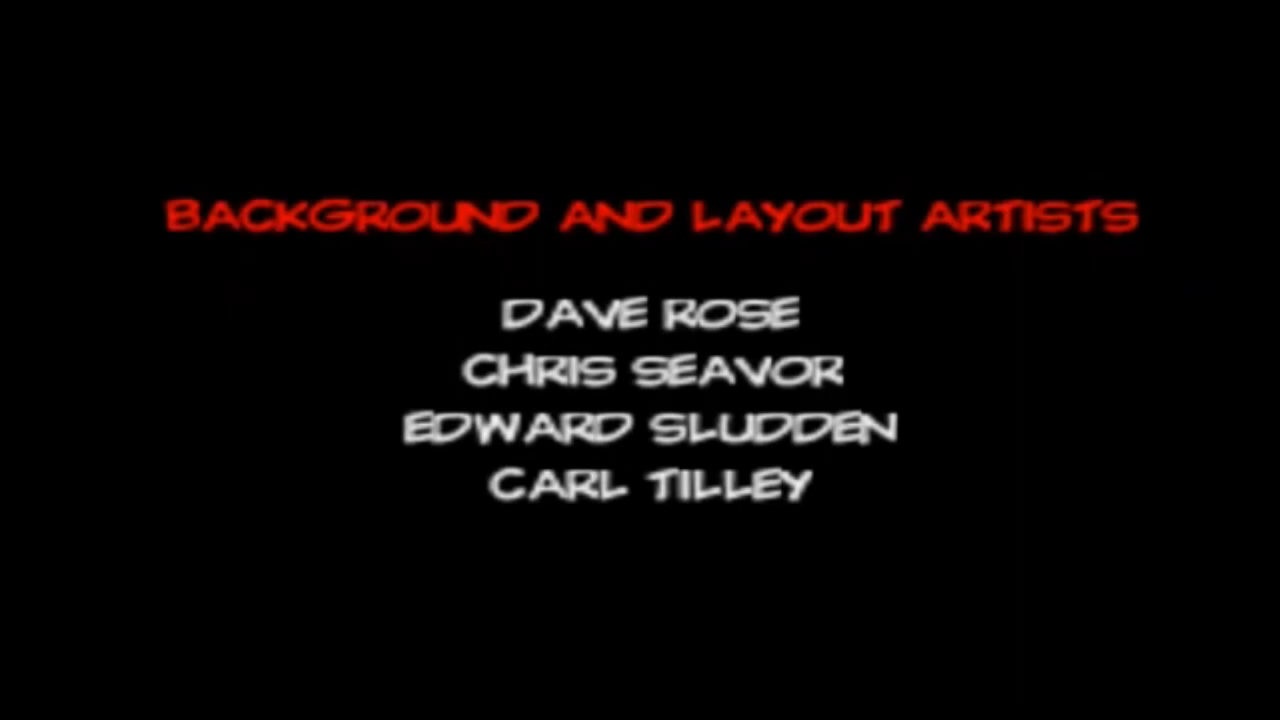 BACKGROUND AND LAYOUT ARTISTS
DAVE ROSE
CHRIS SEAVOR
EDWARD SLUDDEN
CARL TILLEY